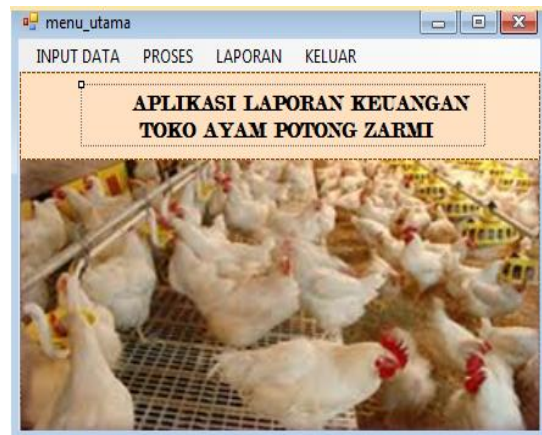 menu_utama
INPUT DATA PROSES LAPORAN KELUAR
APLIKASI LAPORAN KEUANGAN
TOKO AYAM POTONG ZARMI